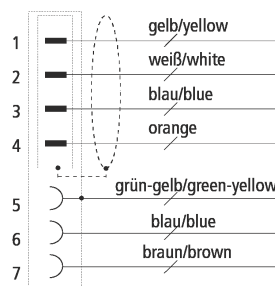 1 gelb/yellow
2 weiß/white
3 blau/blue
4 orange
5 grün-gelb/green-yellow
6 blau/blue
7 braun/brown